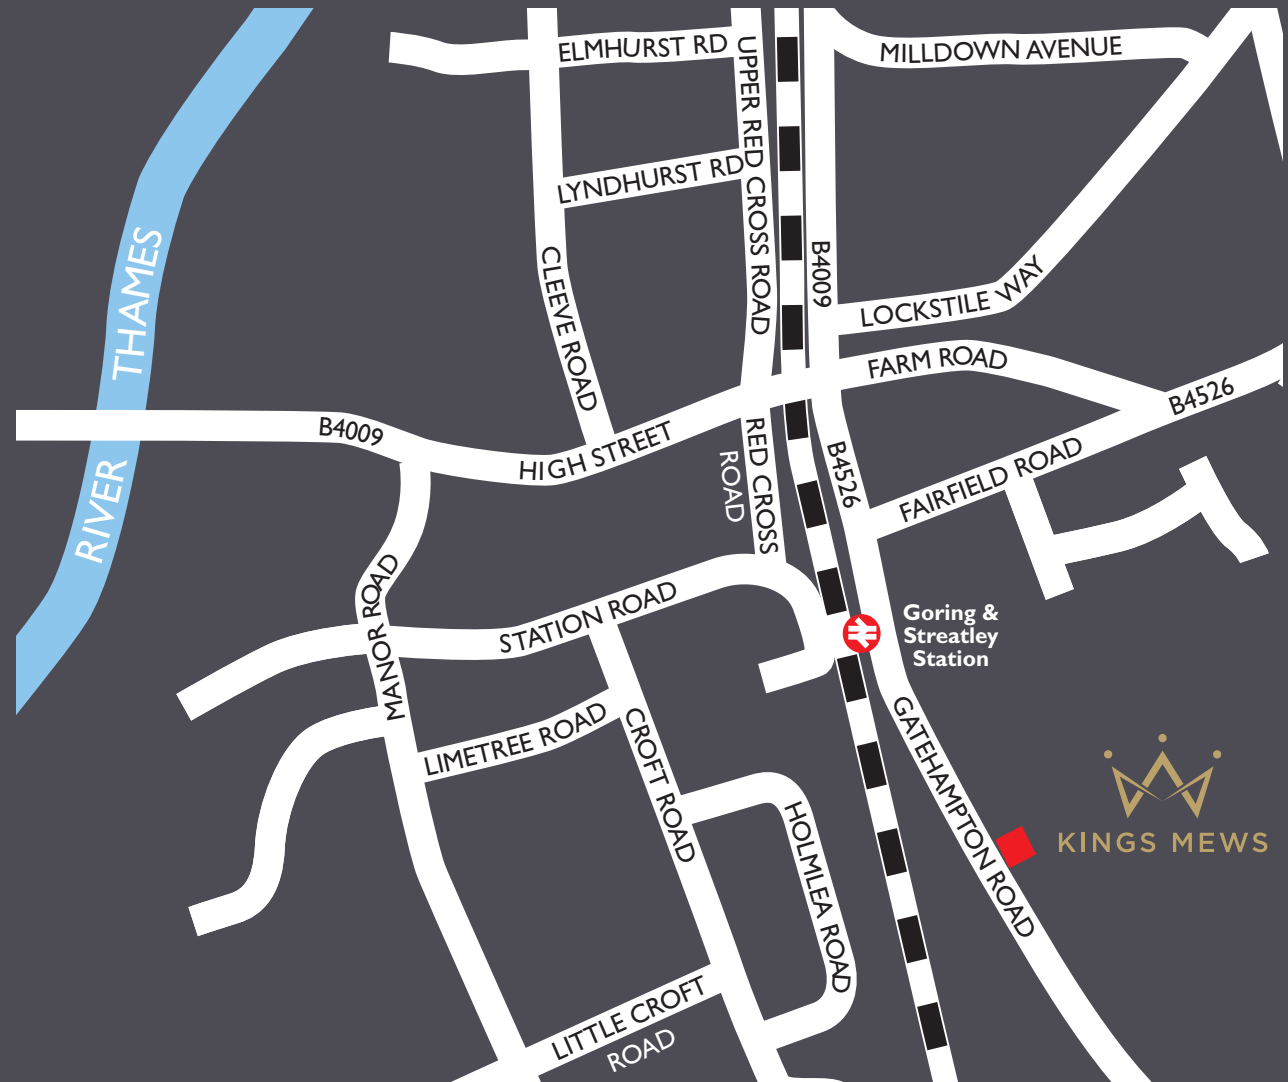 ELMHURST RD
UPPER RED CROSS ROAD
MILLDOWN AVENUE
LYNDHURST RD
CLEEVE ROAD
B4009
LOCKSTILE WAY
RIVER THAMES
FARM ROAD
B4526
B4009
HIGH STREET
RED CROSS
ROAD
B4526
FAIRFIELD ROAD
MANOR ROAD
STATION ROAD
Goring &
Streatley
Station
LIMETREE ROAD
CROFT ROAD
GATEHAMPTON ROAD
HOLMLEA ROAD
KINGS MEWS
LITTLE CROFT
ROAD